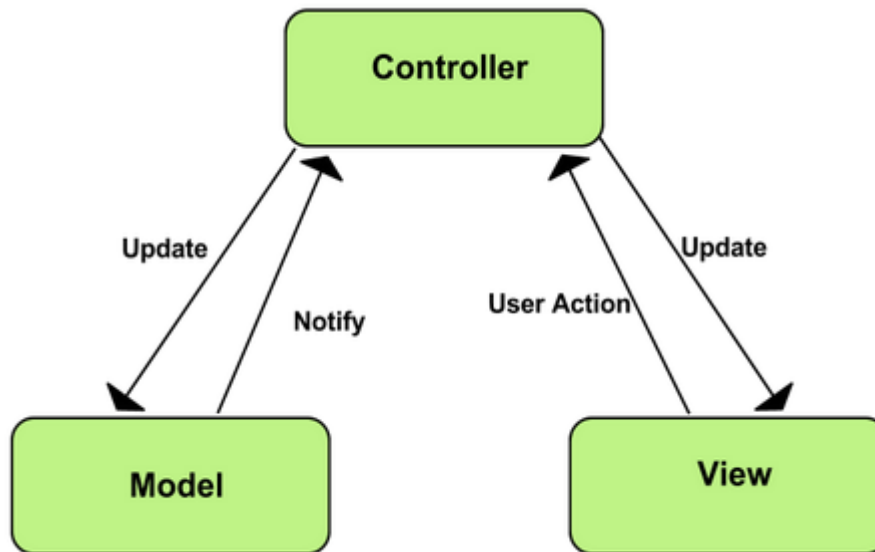 Controller
Update
Update
User Action
Notify
Model
View